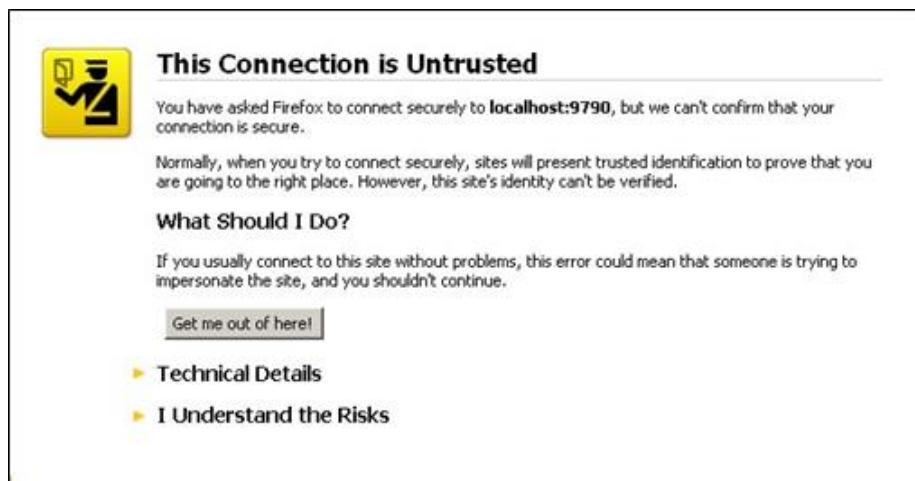 This Connection is Untrusted
You have asked Firefox to connect securely to localhost:9790, but we can't confirm that your
connection is secure.
Normally, when you try to connect securely, sites will present trusted identification to prove that you
are going to the right place. However, this site's identity can't be verified.
What Should I Do?
If you usually connect to this site without problems, this error could mean that someone is trying to
impersonate the site, and you shouldn't continue.
Get me out of here!
Technical Details
I Understand the Risks